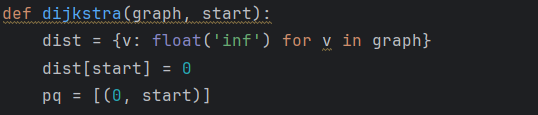 def dijkstra(graph, start):
    dist = {v: float('inf') for v in graph}
    dist[start] = 0
    pq = [(0, start)]